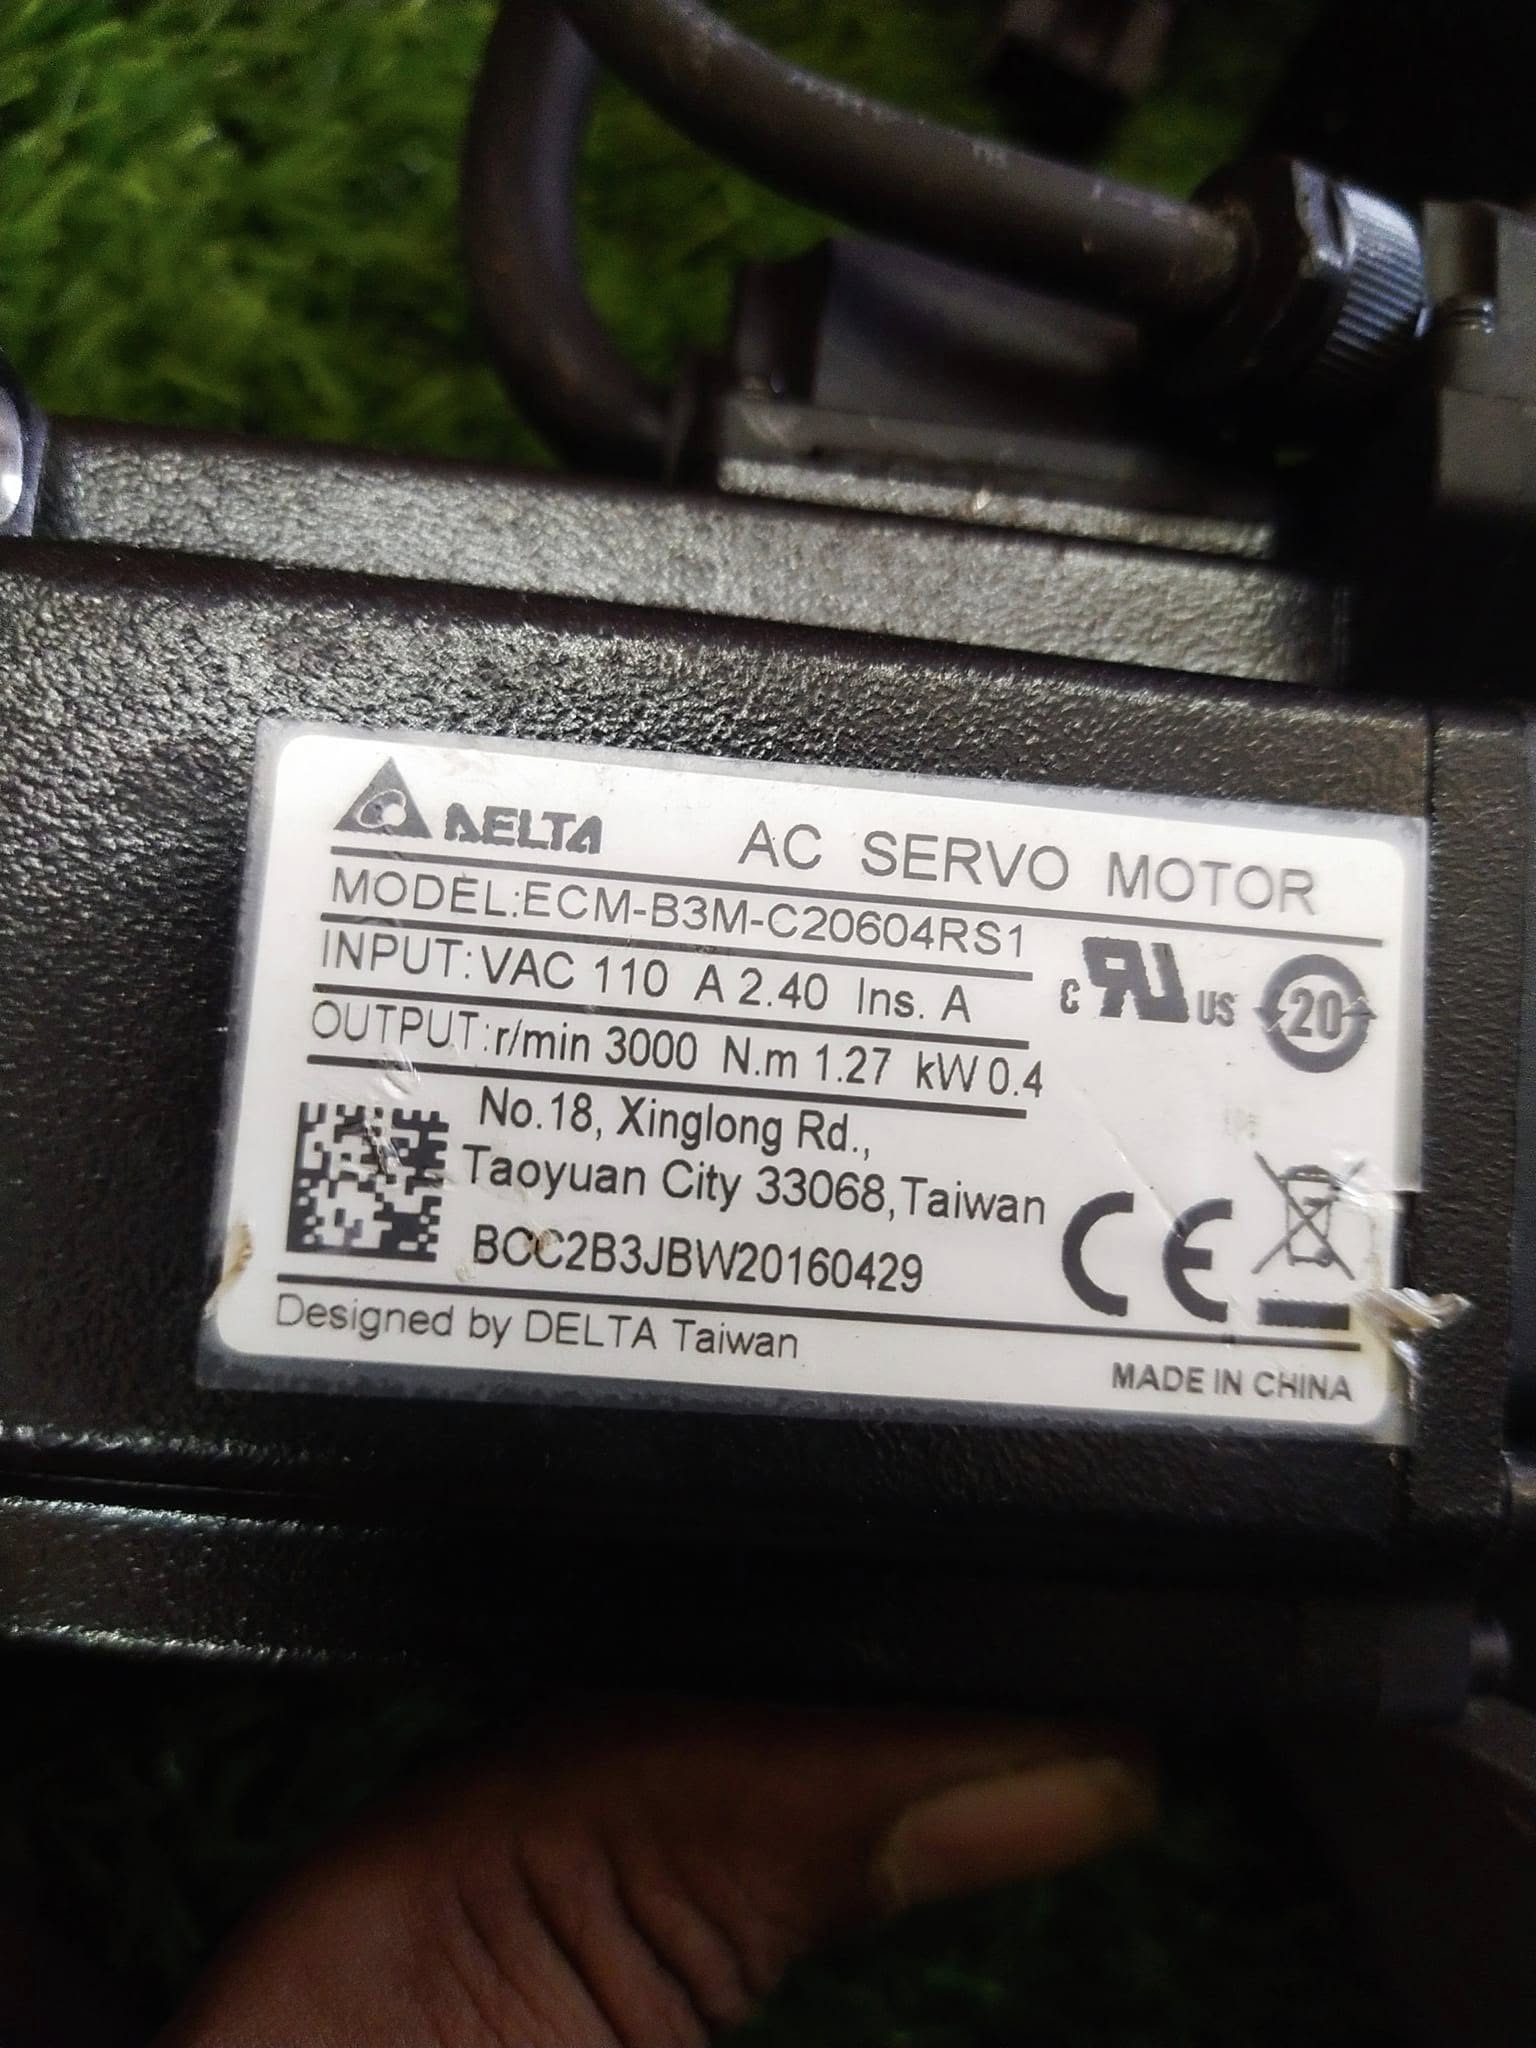 DELTA AC SERVO MOTOR
MODEL:ECM-B3M-C20604RS1
INPUT:VAC 110 A 2.40 Ins. A
OUTPUT:r/min 3000 N.m 1.27 kW 0.4
c RU US 20
No.18, Xinglong Rd.,
Taoyuan City 33068,Taiwan
BCC2B3JBW20160429
CE
Designed by DELTA Taiwan
MADE IN CHINA